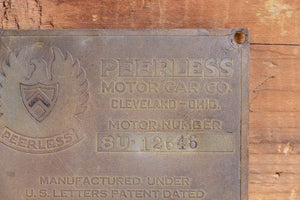 PEERLESS
PEERLESS
MOTOR CAR CO.
CLEVELAND-OHIO.
MOTOR NUMBER
8U 12646
MANUFACTURED UNDER
U.S. LETTERS PATENT DATED